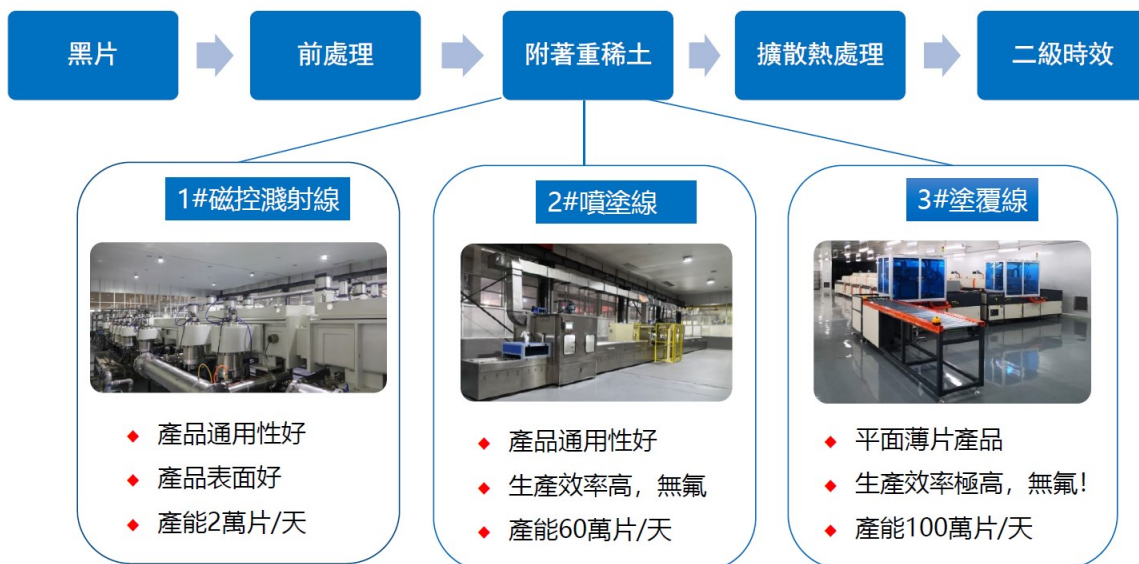 黑片
前處理
附著重稀土
擴散熱處理
二級時效
1#磁控濺射線
產品通用性好
產品表面好
產能2萬片/天
2#噴塗線
產品通用性好
生產效率高，無氟
產能60萬片/天
3#塗覆線
平面薄片產品
生產效率極高，無氟！
產能100萬片/天